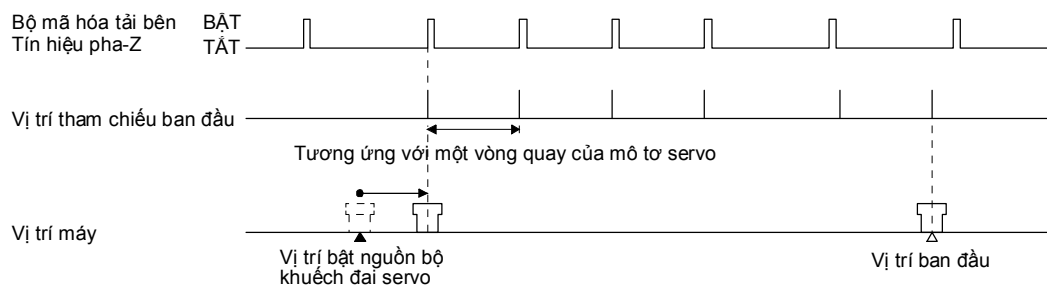 Bộ mã hóa tải bên BẬT
Tín hiệu pha-Z TẮT
Vị trí tham chiếu ban đầu
Tương ứng với một vòng quay của mô tơ servo
Vị trí máy
Vị trí bật nguồn bộ
khuếch đai servo
Vị trí ban đầu